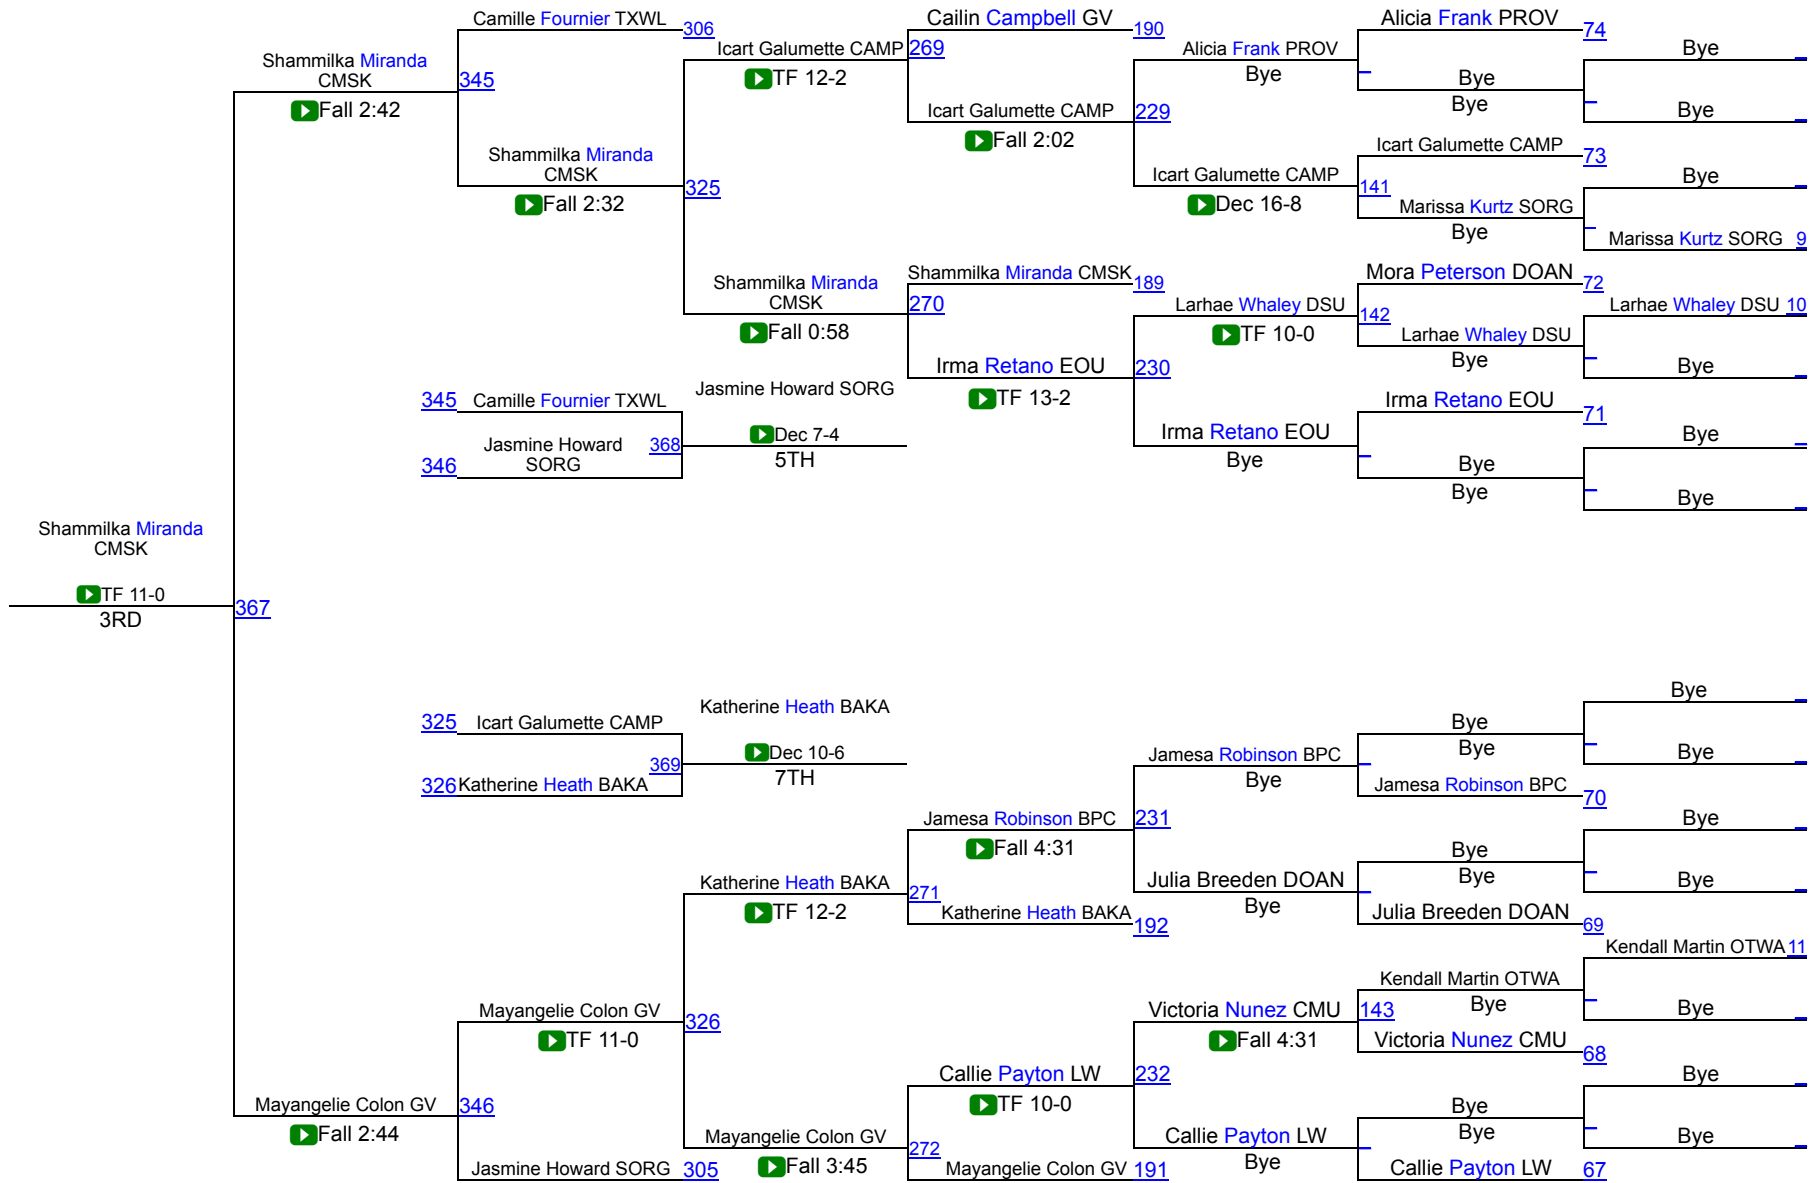 Camille Fournier TXWL
306
Cailin Campbell GV
190
Alicia Frank PROV
74
Shammilka Miranda
CMSK
345
Fall 2:42
Icart Galumette CAMP
269
TF 12-2
Alicia Frank PROV
Bye
Bye
Bye
Bye
Bye
Icart Galumette CAMP
229
Fall 2:02
Shammilka Miranda
CMSK
325
Fall 2:32
Icart Galumette CAMP
73
Icart Galumette CAMP
141
Dec 16-8
Marissa Kurtz SORG
Bye
Bye
Marissa Kurtz SORG 9
Shammilka Miranda
CMSK
270
Fall 0:58
Shammilka Miranda CMSK
189
Mora Peterson DOAN
72
Larhae Whaley DSU
142
TF 10-0
Larhae Whaley DSU
Bye
Larhae Whaley DSU 10
Bye
Irma Retano EOU
230
TF 13-2
Irma Retano EOU
71
Irma Retano EOU
Bye
Bye
Bye
Bye
Bye
345
Camille Fournier TXWL
Jasmine Howard SORG
Jasmine Howard
SORG
346
368
Dec 7-4
5TH
Shammilka Miranda
CMSK
TF 11-0
3RD
367
325
Icart Galumette CAMP
Katherine Heath BAKA
326
Katherine Heath BAKA
369
Dec 10-6
7TH
Bye
Bye
Bye
Bye
Jamesa Robinson BPC
Bye
Jamesa Robinson BPC
70
Jamesa Robinson BPC
231
Fall 4:31
Bye
Bye
Bye
Bye
Katherine Heath BAKA
271
TF 12-2
Julia Breeden DOAN
Bye
Julia Breeden DOAN
69
Katherine Heath BAKA
192
Kendall Martin OTWA 11
Kendall Martin OTWA
Bye
Bye
Mayangelie Colon GV
326
TF 11-0
Victoria Nunez CMU
143
Fall 4:31
Victoria Nunez CMU
68
Callie Payton LW
232
TF 10-0
Bye
Bye
Bye
Bye
Mayangelie Colon GV
346
Fall 2:44
Mayangelie Colon GV
272
Fall 3:45
Callie Payton LW
Bye
Jasmine Howard SORG
305
Mayangelie Colon GV
191
Callie Payton LW
67